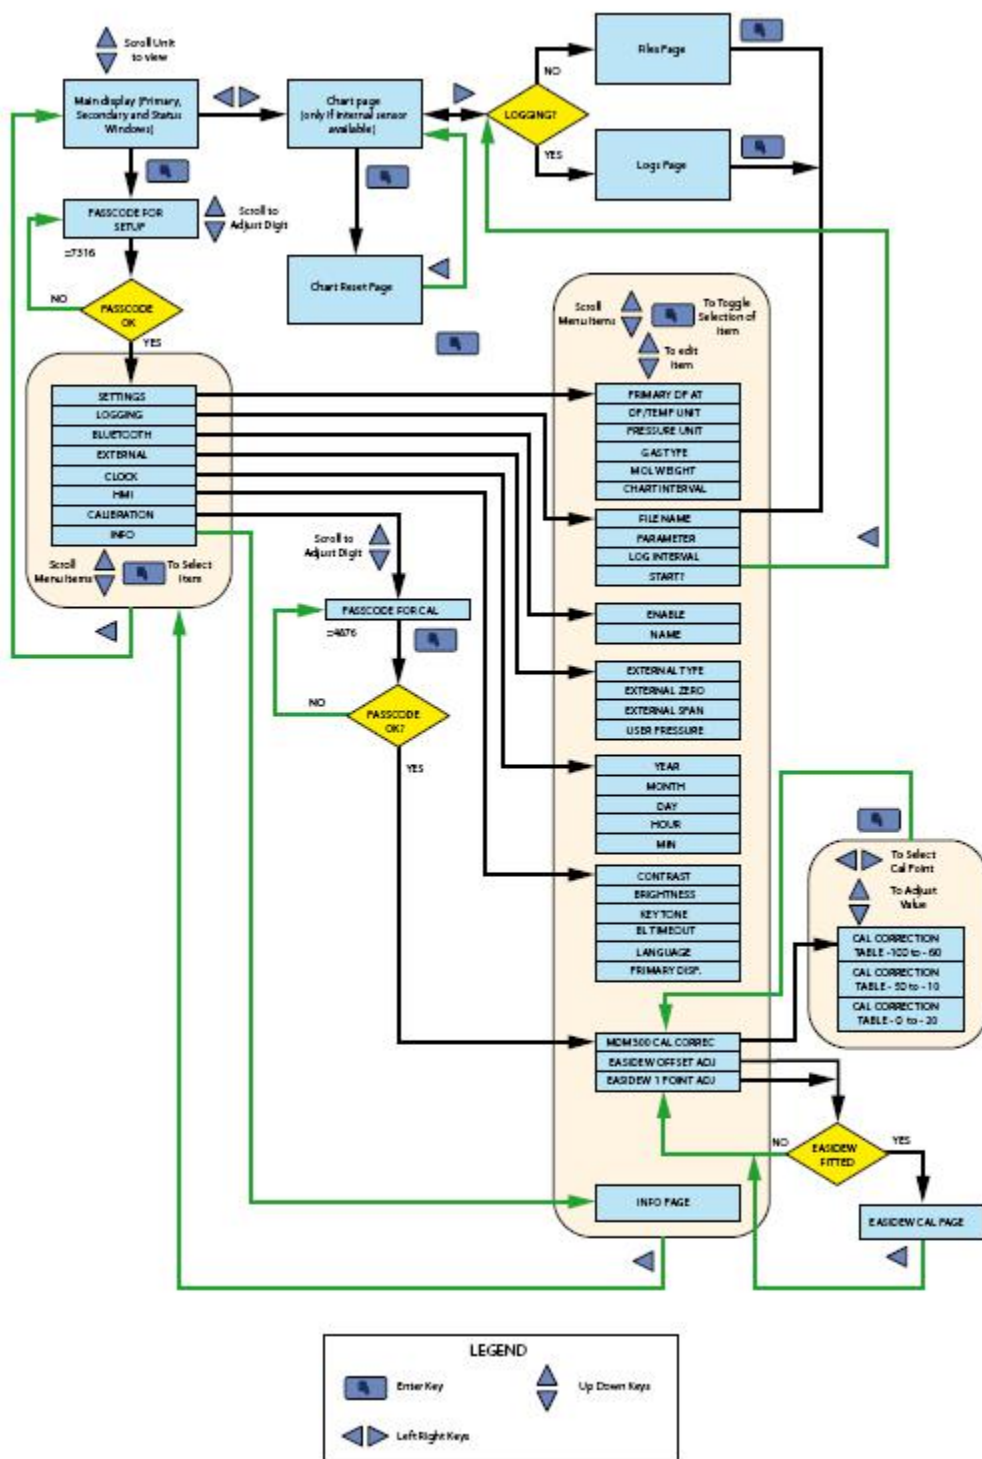 Scroll Unit
to view
Main display (Primary,
Secondary and Status
Windows)
Chart page
(only if internal sensor
available)
LOGGING?
NO
YES
Files Page
Logs Page
PASSCODE FOR
SETUP
Scroll to
Adjust Digit
=7316
NO
PASSCODE
OK
YES
Chart Reset Page
SETTINGS
LOGGING
BLUETOOTH
EXTERNAL
CLOCK
HMI
CALIBRATION
INFO
Scroll
Menu Items
To Select
Item
Scroll
Menu Items
To Toggle
Selection of
Item
To edit
Item
PRIMARY DP AT
DP/TEMP UNIT
PRESSURE UNIT
GAS TYPE
MOL WEIGHT
CHART INTERVAL
FILE NAME
PARAMETER
LOG INTERVAL
START?
ENABLE
NAME
EXTERNAL TYPE
EXTERNAL ZERO
EXTERNAL SPAN
USER PRESSURE
YEAR
MONTH
DAY
HOUR
MIN
CONTRAST
BRIGHTNESS
KEY TONE
BL TIMEOUT
LANGUAGE
PRIMARY DISP.
MDM300 CAL CORREC
EASIDEW OFFSET ADJ
EASIDEW 1 POINT ADJ
INFO PAGE
Scroll to
Adjust Digit
PASSCODE FOR CAL
=4876
NO
PASSCODE
OK?
YES
To Select
Cal Point
To Adjust
Value
CAL CORRECTION
TABLE -100 to - 60
CAL CORRECTION
TABLE - 50 to - 10
CAL CORRECTION
TABLE - 0 to - 20
NO
EASIDEW
FITTED
YES
EASIDEW CAL PAGE
LEGEND
Enter Key
Up Down Keys
Left Right Keys